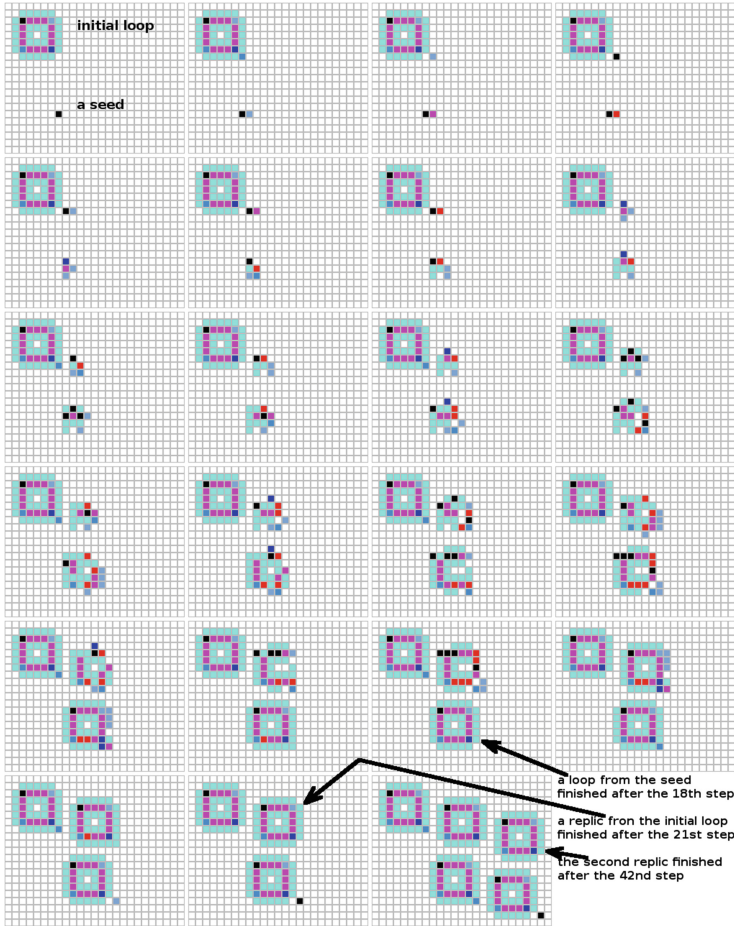 initial loop
a seed
a loop from the seed
finished after the 18th step
a replic fron the initial loop
finished after the 21st step
the second replic finished
after the 42nd step